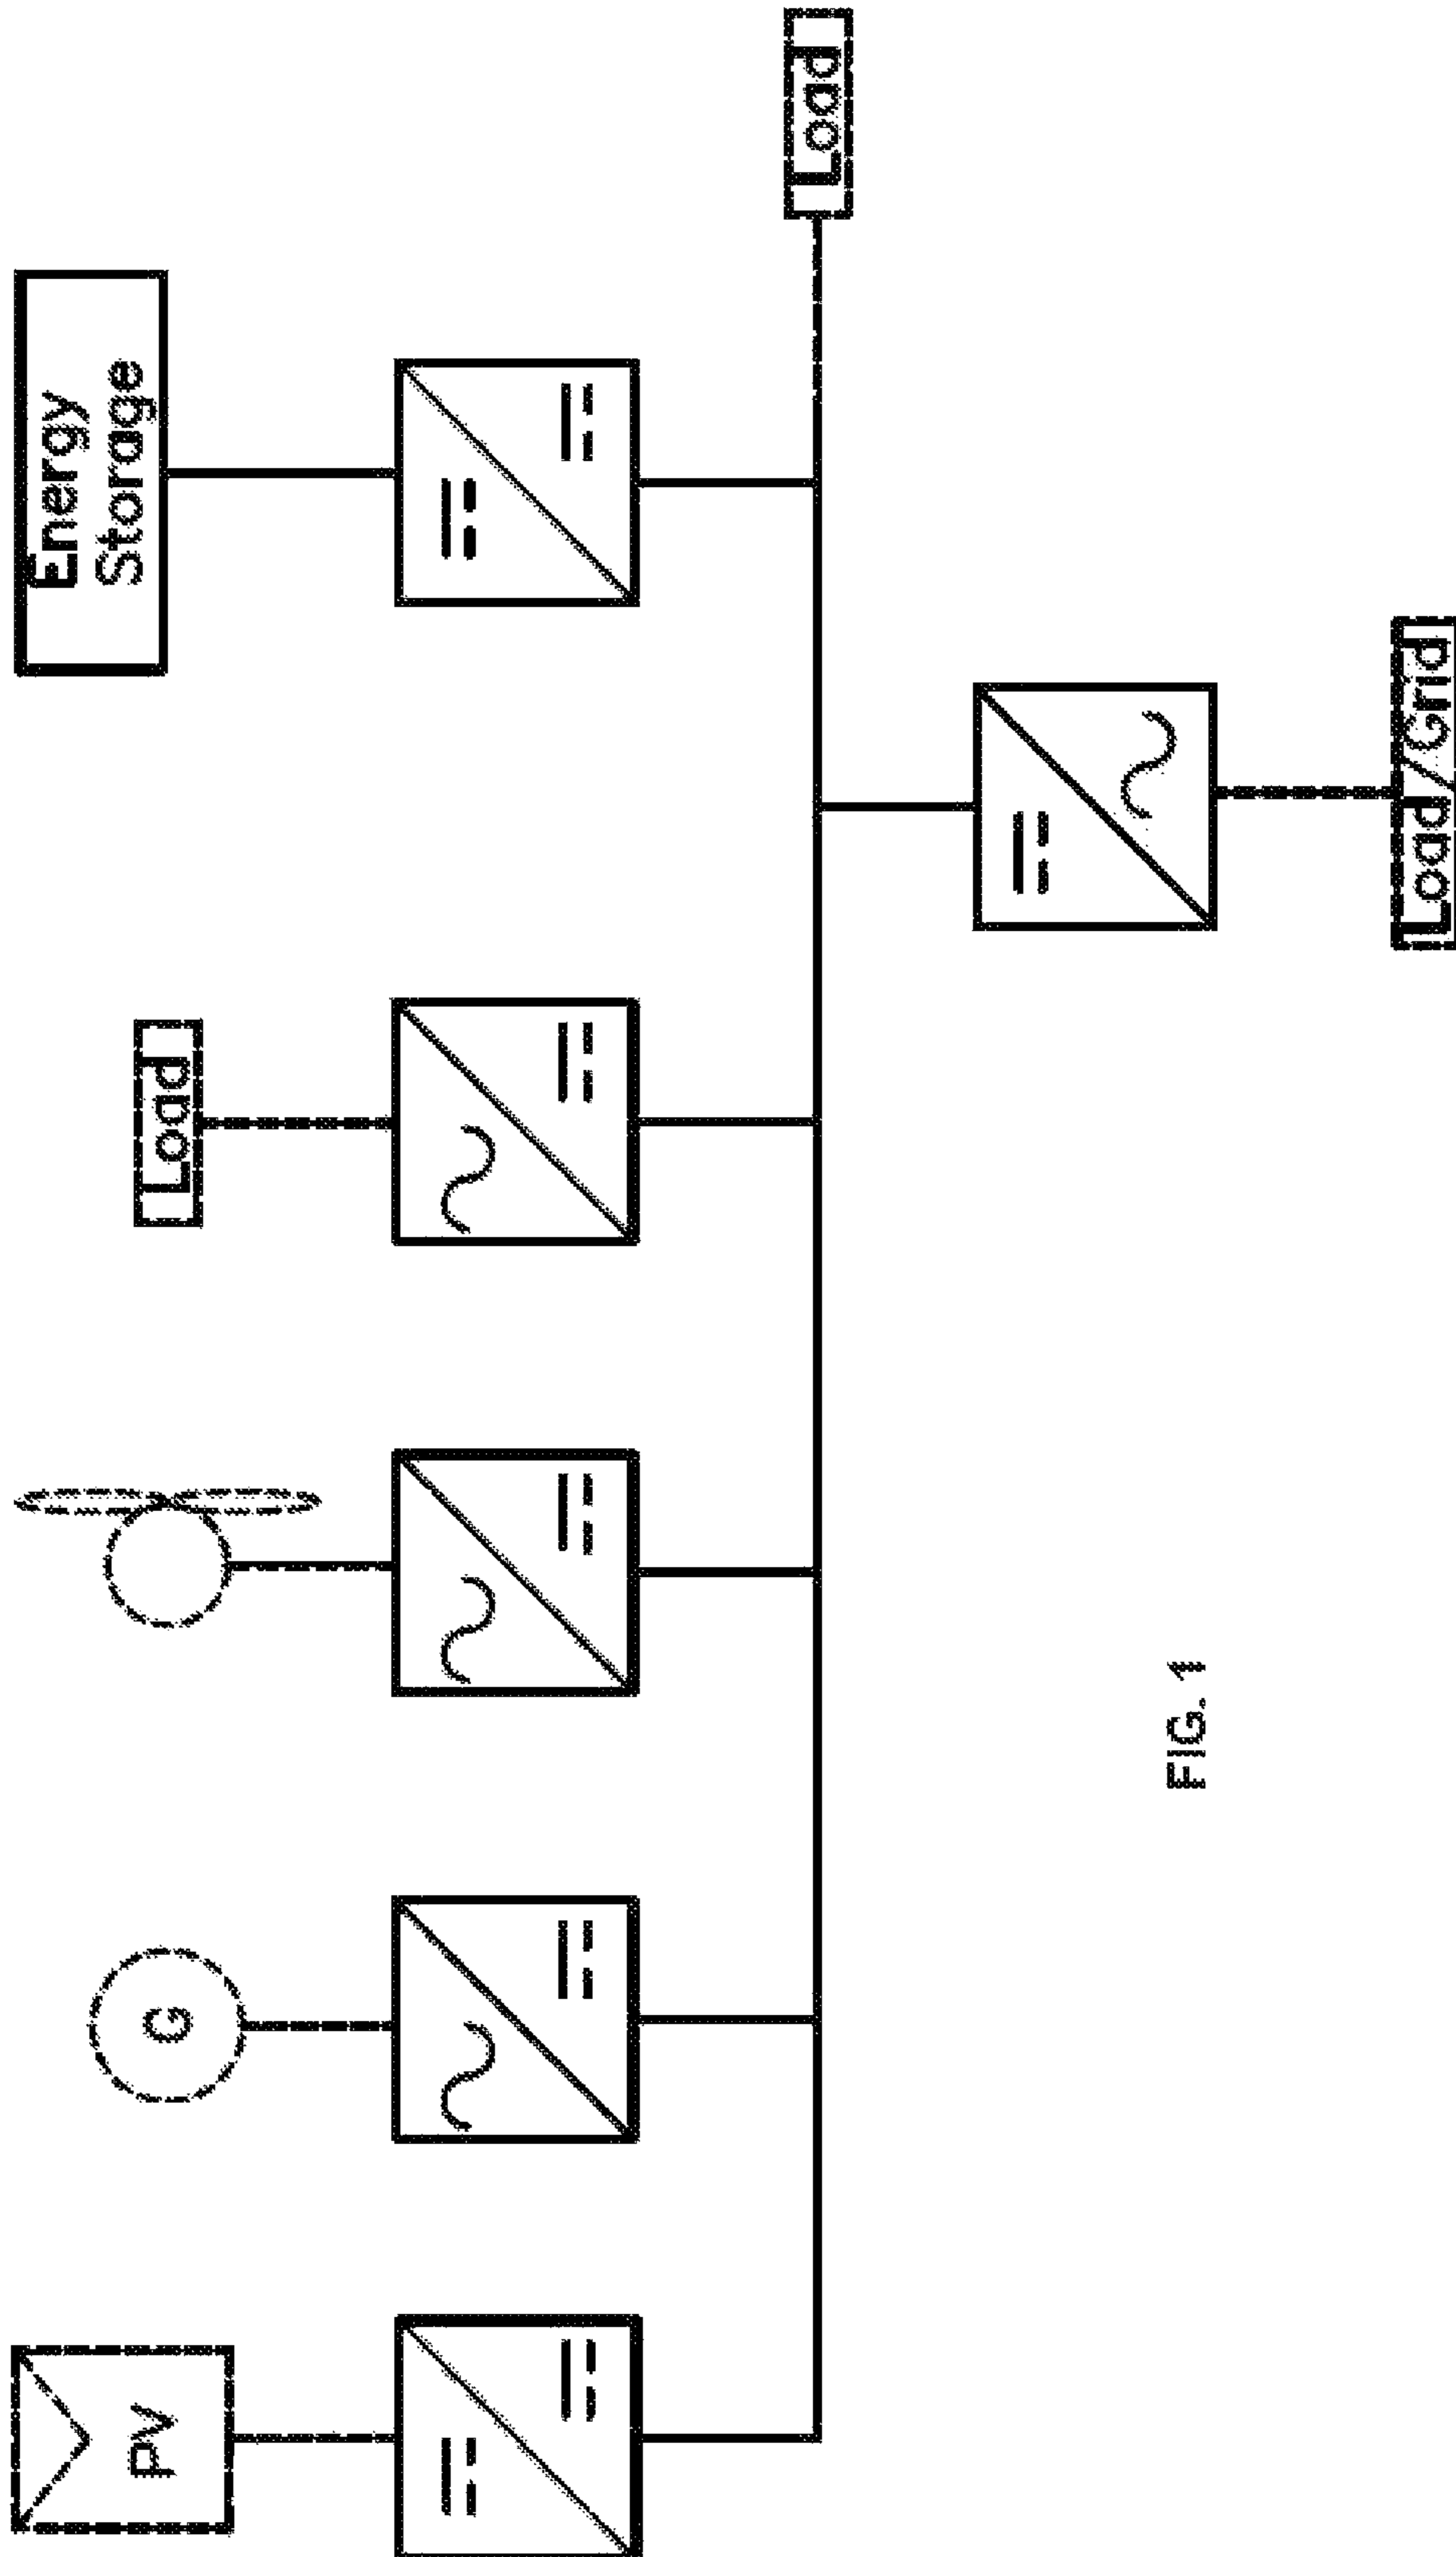 PV
G
Load
Energy
Storage
Load
Load/Grid
FIG. 1